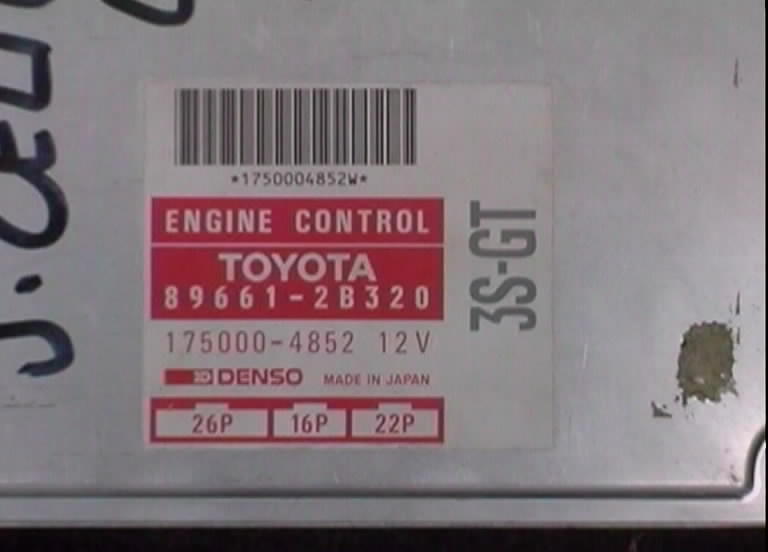 *1750004852W*
ENGINE CONTROL
TOYOTA
89661-2B320
175000-4852 12V
DENSO MADE IN JAPAN
26P 16P 22P
3S-GT